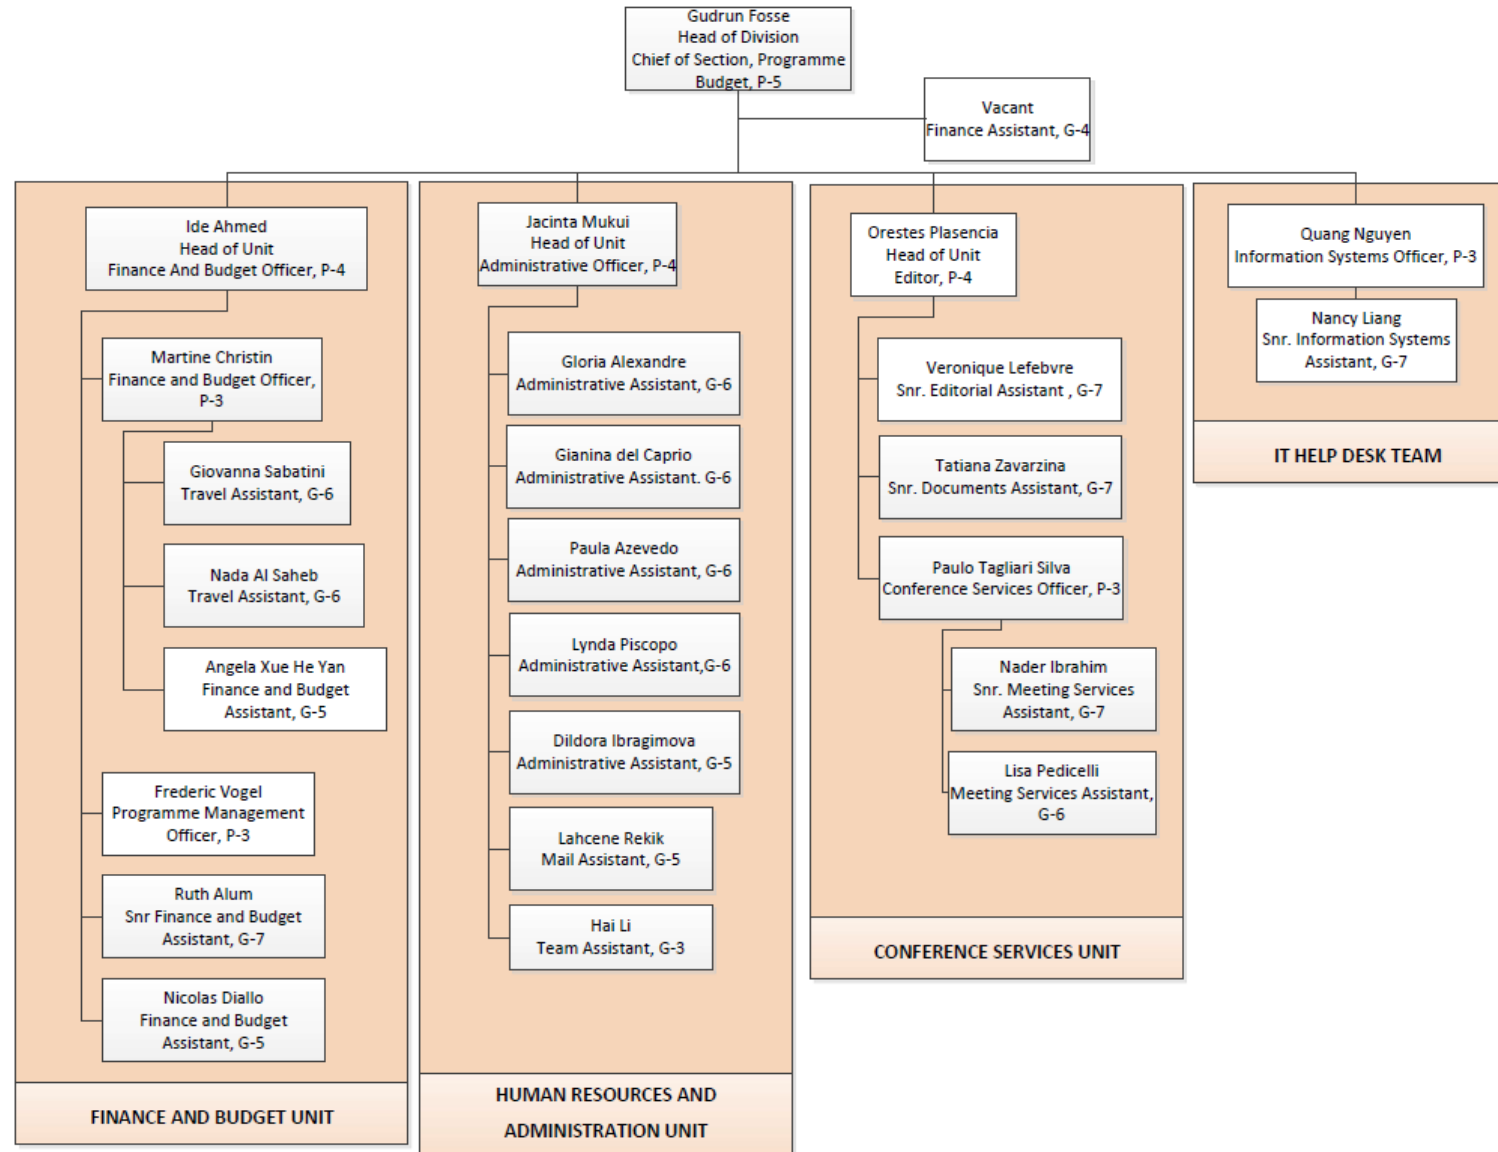 Gudrun Fosse
Head of Division
Chief of Section, Programme
Budget, P-5
Vacant
Finance Assistant, G-4
Ide Ahmed
Head of Unit
Finance And Budget Officer, P-4
Martine Christin
Finance and Budget Officer,
P-3
Giovanna Sabatini
Travel Assistant, G-6
Nada Al Saheb
Travel Assistant, G-6
Angela Xue He Yan
Finance and Budget
Assistant, G-5
Frederic Vogel
Programme Management
Officer, P-3
Ruth Alum
Snr Finance and Budget
Assistant, G-7
Nicolas Diallo
Finance and Budget
Assistant, G-5
FINANCE AND BUDGET UNIT
Jacinta Mukui
Head of Unit
Administrative Officer, P-4
Gloria Alexandre
Administrative Assistant, G-6
Gianina del Caprio
Administrative Assistant. G-6
Paula Azevedo
Administrative Assistant, G-6
Lynda Piscopo
Administrative Assistant,G-6
Dildora Ibragimova
Administrative Assistant, G-5
Lahcene Rekik
Mail Assistant, G-5
Hai Li
Team Assistant, G-3
HUMAN RESOURCES AND
ADMINISTRATION UNIT
Orestes Plasencia
Head of Unit
Editor, P-4
Veronique Lefebvre
Snr. Editorial Assistant , G-7
Tatiana Zavarzina
Snr. Documents Assistant, G-7
Paulo Tagliari Silva
Conference Services Officer, P-3
Nader Ibrahim
Snr. Meeting Services
Assistant, G-7
Lisa Pedicelli
Meeting Services Assistant,
G-6
CONFERENCE SERVICES UNIT
Quang Nguyen
Information Systems Officer, P-3
Nancy Liang
Snr. Information Systems
Assistant, G-7
IT HELP DESK TEAM